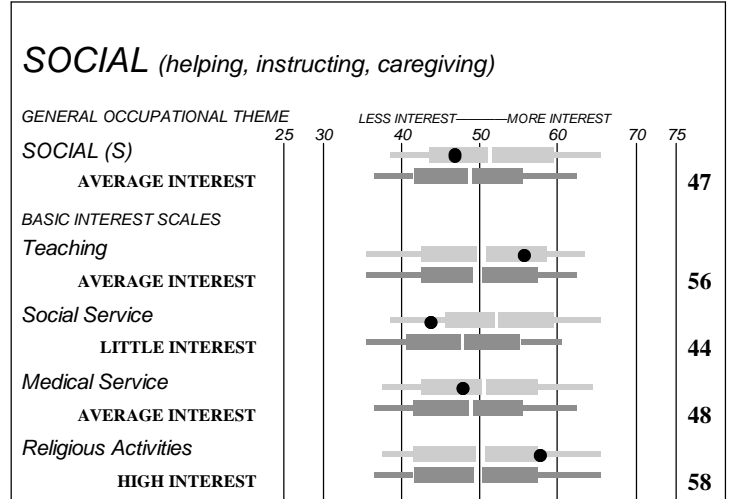 SOCIAL (helping, instructing, caregiving)
GENERAL OCCUPATIONAL THEME LESS INTEREST MORE INTEREST
25 30 40 50 60 70 75
SOCIAL (S)
AVERAGE INTEREST 47
BASIC INTEREST SCALES
Teaching
AVERAGE INTEREST 56
Social Service
LITTLE INTEREST 44
Medical Service
AVERAGE INTEREST 48
Religious Activities
HIGH INTEREST 58